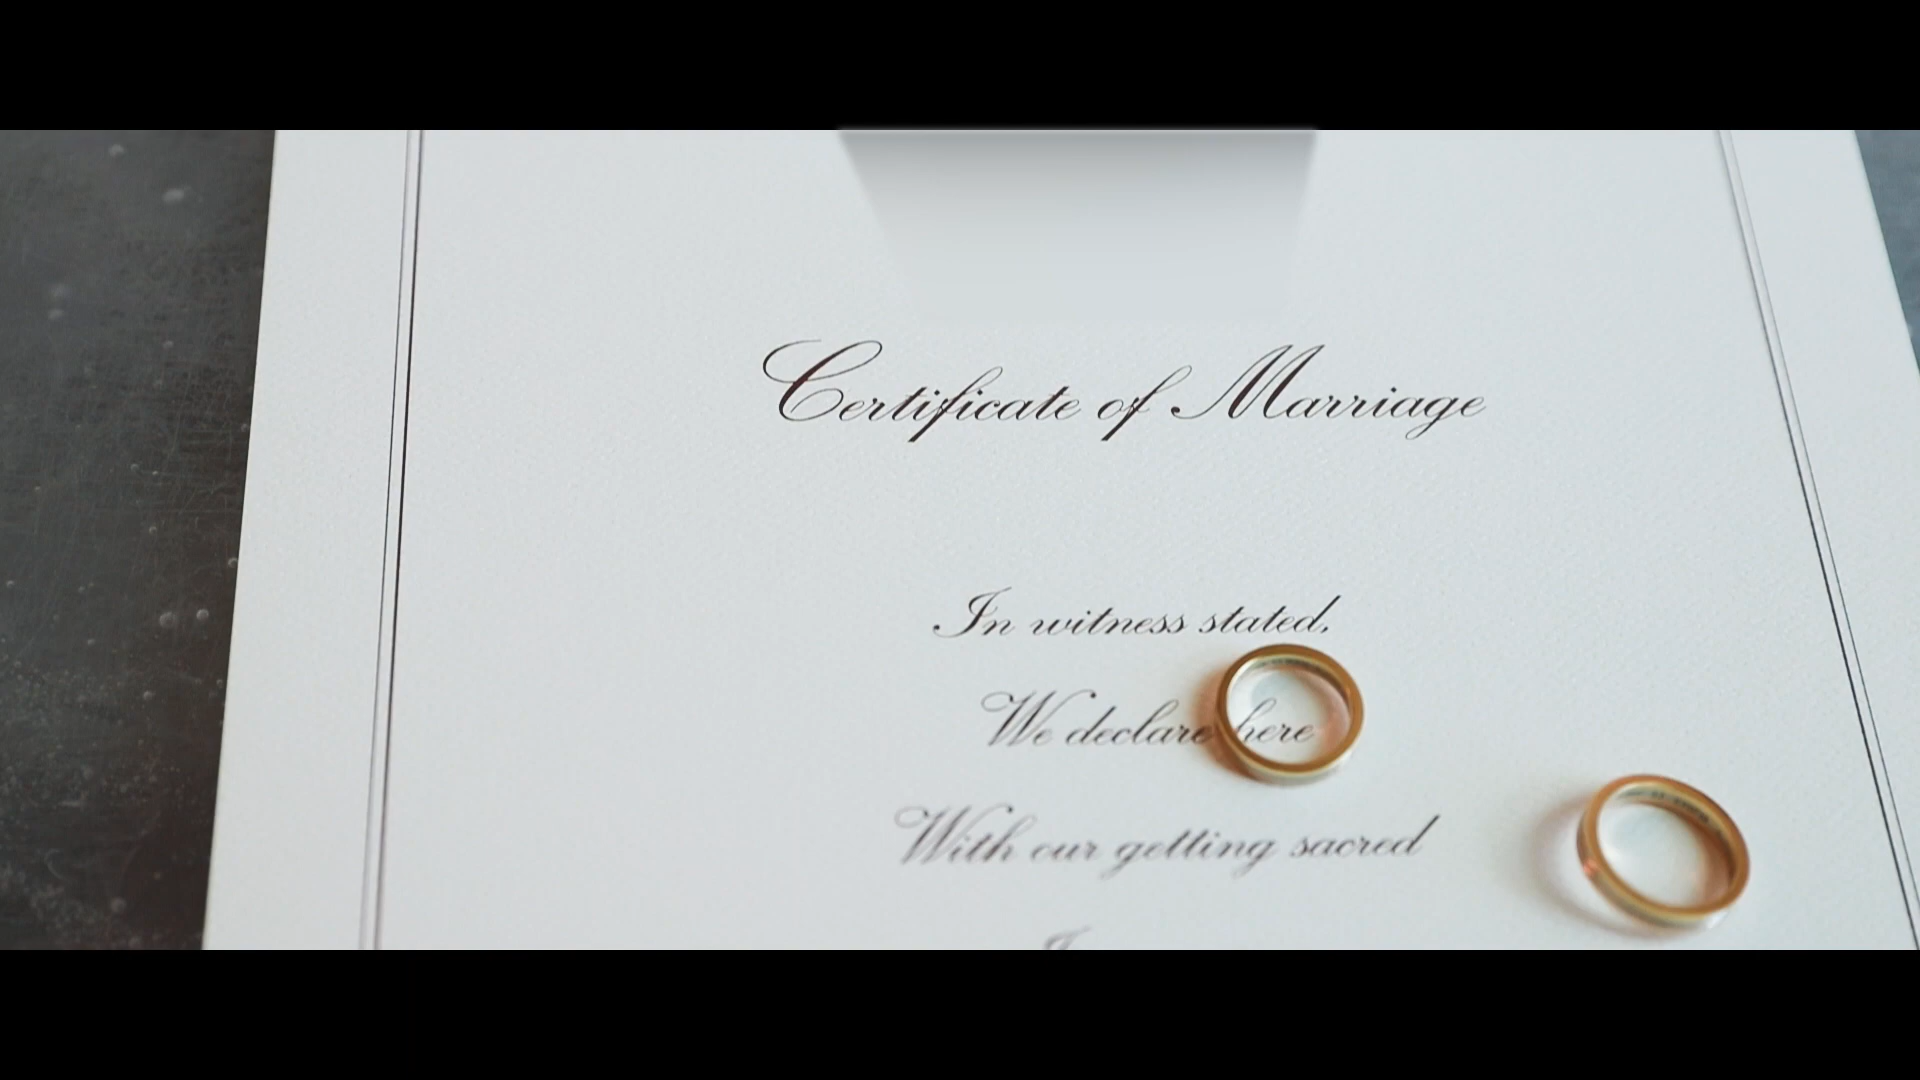 Certificate of Marriage
In witness stated,
We declare here
With our getting sacred